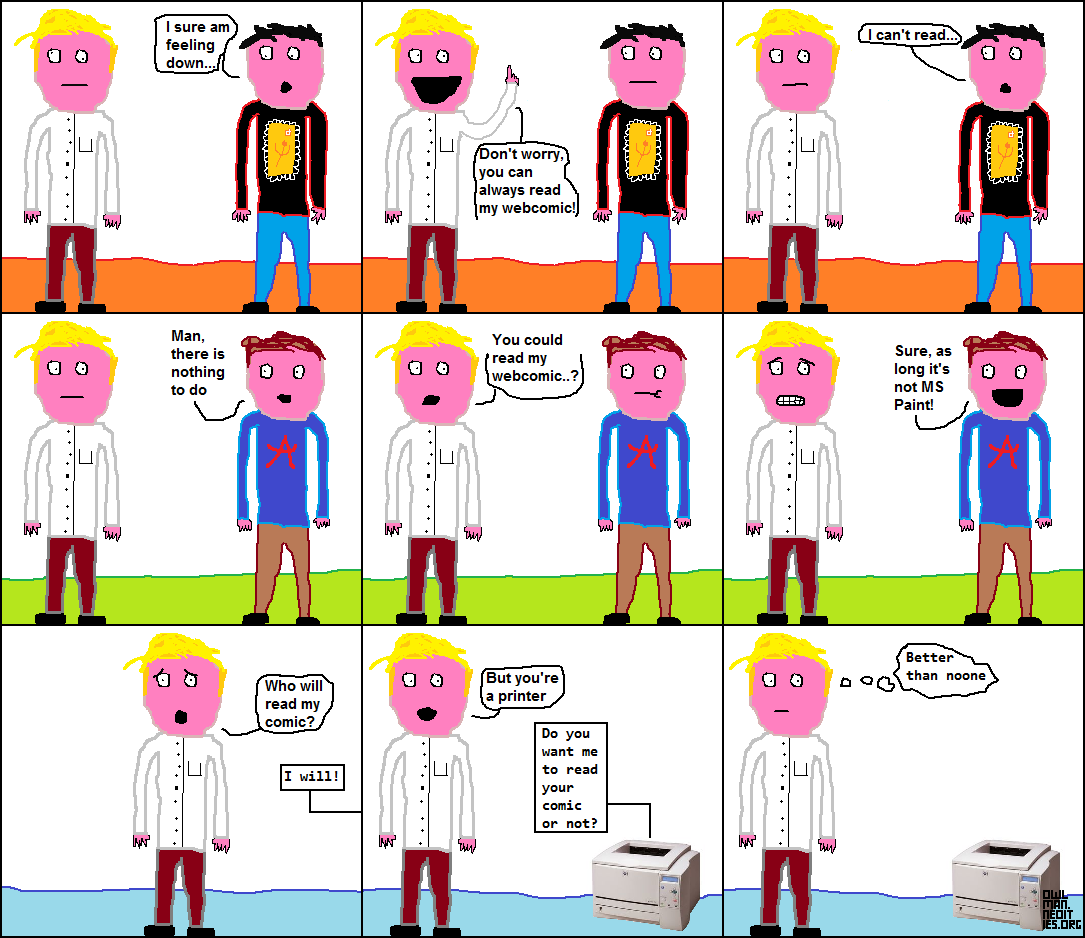 I sure am
feeling
down...
Don't worry,
you can
always read
my webcomic!
I can't read...
Man,
there is
nothing
to do
You could
read my
webcomic..?
Sure, as
long it's
not MS
Paint!
A
A
A
Who will
read my
comic?
I will!
But you're
a printer
Do you
want me
to read
your
comic
or not?
Better
than noone
OWL
MAN.
NEOIT
IES.ORG